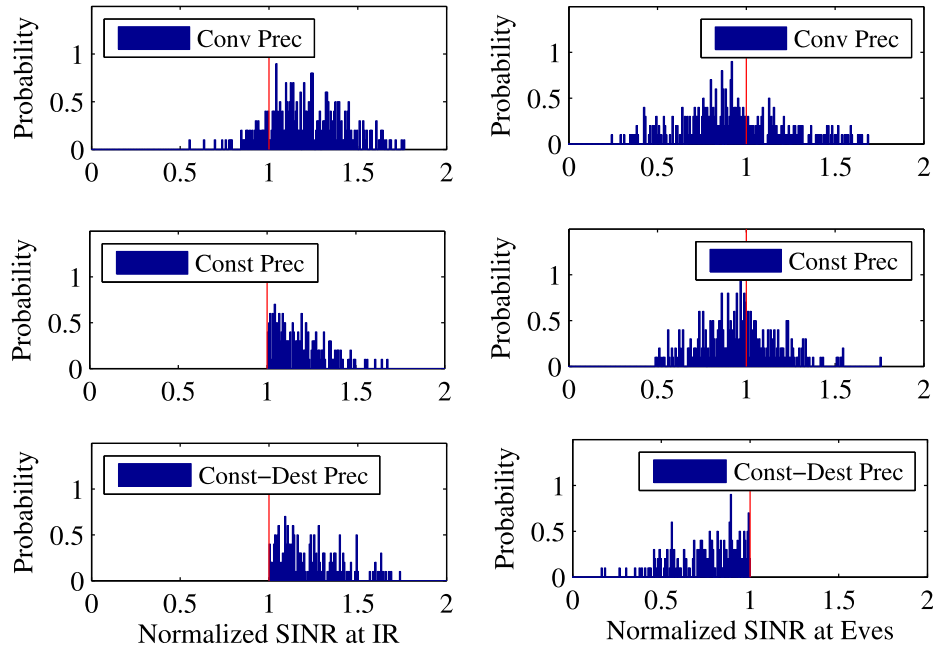 Probability
1
0.5
0
Conv Prec
0 0.5 1 1.5 2
Probability
1
0.5
0
Conv Prec
0 0.5 1 1.5 2
Probability
1
0.5
0
Const Prec
0 0.5 1 1.5 2
Probability
1
0.5
0
Const Prec
0 0.5 1 1.5 2
Probability
1
0.5
0
Const−Dest Prec
0 0.5 1 1.5 2
Normalized SINR at IR
Probability
1
0.5
0
Const−Dest Prec
0 0.5 1 1.5 2
Normalized SINR at Eves